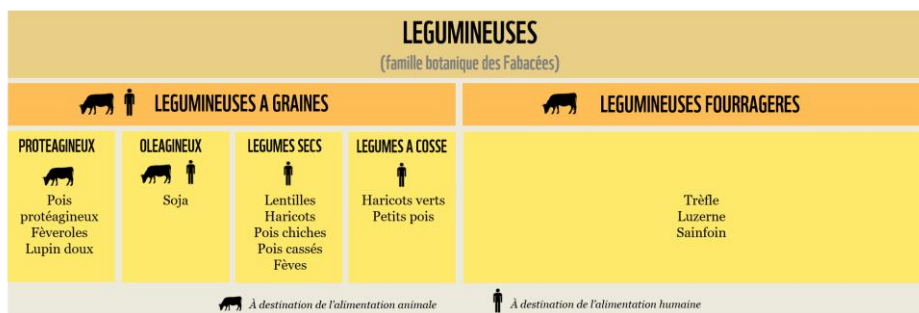 LEGUMINEUSES
(famille botanique des Fabacées)
LEGUMINEUSES A GRAINES
LEGUMINEUSES FOURRAGERES
PROTEAGINEUX
Pois
protéagineux
Fèveroles
Lupin doux
OLEAGINEUX
Soja
LEGUMES SECS
Lentilles
Haricots
Pois chiches
Pois cassés
Fèves
LEGUMES A COSSE
Haricots verts
Petits pois
Trèfle
Luzerne
Sainfoin
À destination de l'alimentation animale
À destination de l'alimentation humaine